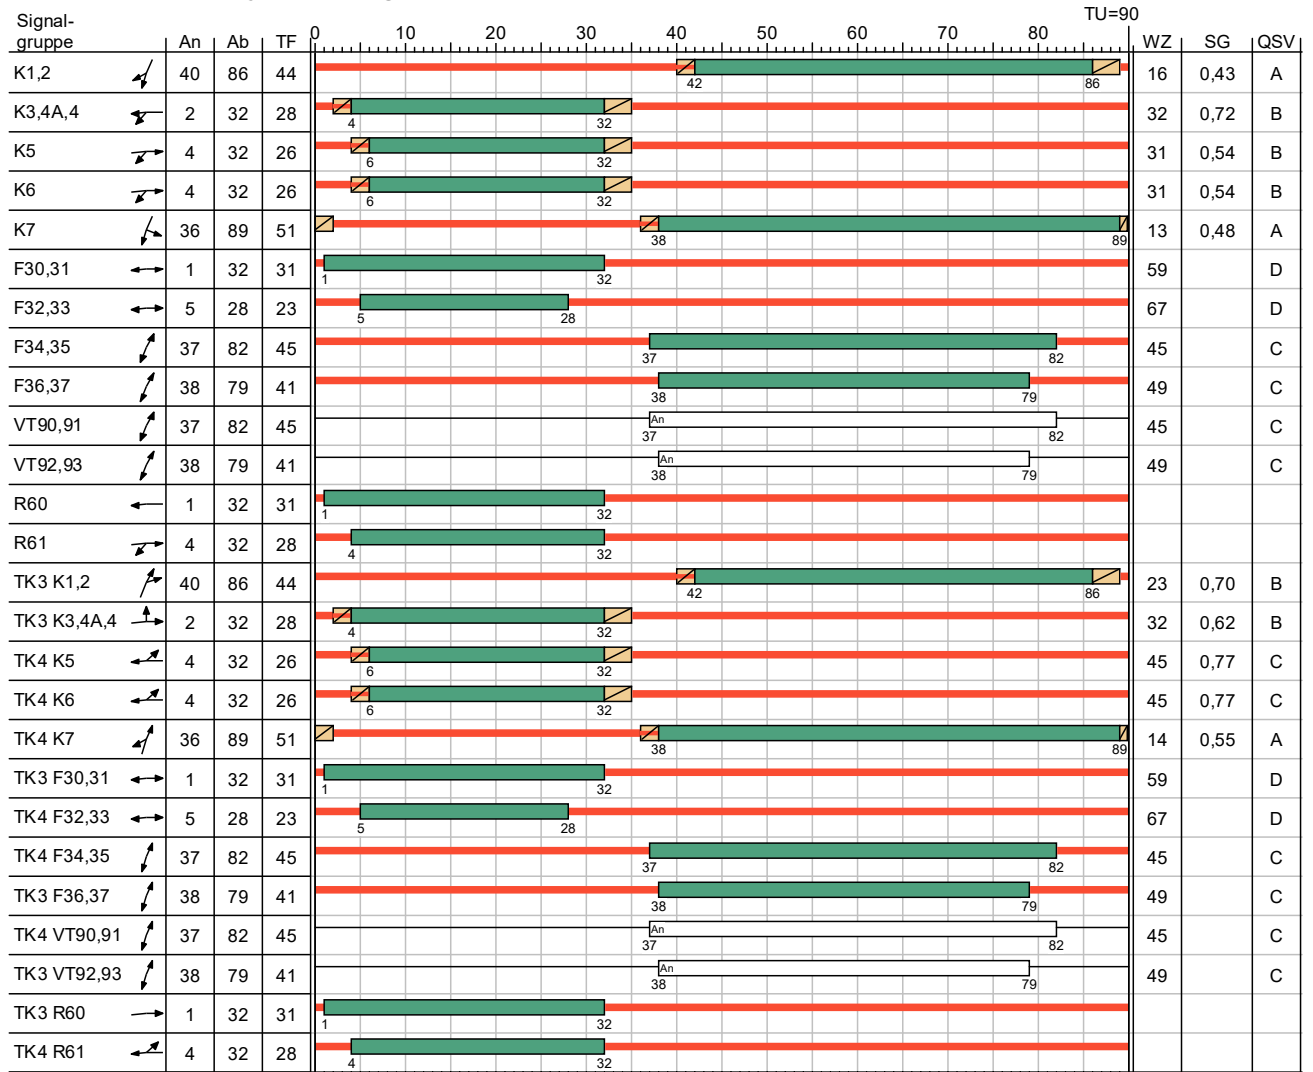 TU=90
Signal-
gruppe An Ab TF 0 10 20 30 40 50 60 70 80 WZ SG QSV
K1,2 40 86 44 42 86 16 0,43 A
K3,4A,4 2 32 28 4 32 32 0,72 B
K5 4 32 26 6 32 31 0,54 B
K6 4 32 26 6 32 31 0,54 B
K7 36 89 51 38 89 13 0,48 A
F30,31 1 32 31 1 32 59 D
F32,33 5 28 23 5 28 67 D
F34,35 37 82 45 37 82 45 C
F36,37 38 79 41 38 79 49 C
VT90,91 37 82 45 An 37 82 45 C
VT92,93 38 79 41 An 38 79 49 C
R60 1 32 31 1 32
R61 4 32 28 4 32
TK3 K1,2 40 86 44 42 86 23 0,70 B
TK3 K3,4A,4 2 32 28 4 32 32 0,62 B
TK4 K5 4 32 26 6 32 45 0,77 C
TK4 K6 4 32 26 6 32 45 0,77 C
TK4 K7 36 89 51 38 89 14 0,55 A
TK3 F30,31 1 32 31 1 32 59 D
TK4 F32,33 5 28 23 5 28 67 D
TK4 F34,35 37 82 45 37 82 45 C
TK3 F36,37 38 79 41 38 79 49 C
TK4 VT90,91 37 82 45 An 37 82 45 C
TK3 VT92,93 38 79 41 An 38 79 49 C
TK3 R60 1 32 31 1 32
TK4 R61 4 32 28 4 32